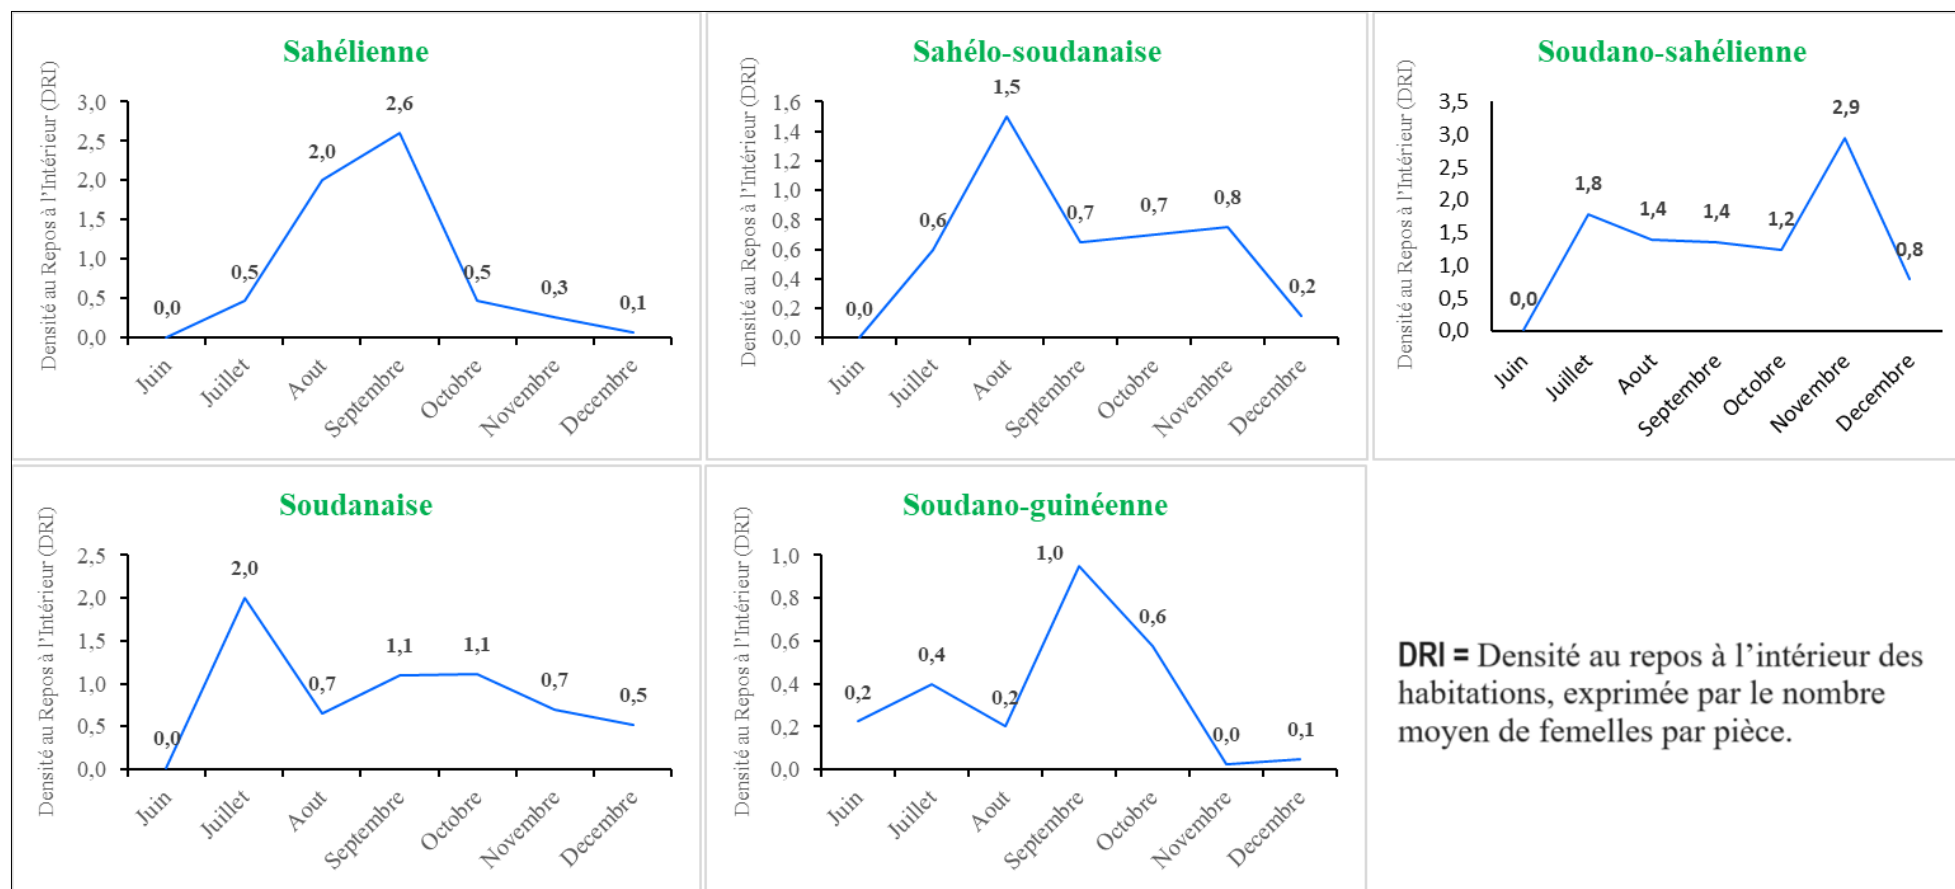 Sahélienne
Densité au Repos à l’Intérieur (DRI)
3,0
2,5
2,0
1,5
1,0
0,5
0,0
0,0
0,5
2,0
2,6
0,5
0,3
0,1
Juin
Juillet
Aout
Septembre
Octobre
Novembre
Decembre
Sahélo-soudanaise
Densité au Repos à l’Intérieur (DRI)
1,6
1,4
1,2
1,0
0,8
0,6
0,4
0,2
0,0
0,0
0,6
1,5
0,7
0,7
0,8
0,2
Juin
Juillet
Aout
Septembre
Octobre
Novembre
Decembre
Soudano-sahélienne
Densité au Repos à l’Intérieur (DRI)
3,5
3,0
2,5
2,0
1,5
1,0
0,5
0,0
0,0
1,8
1,4
1,4
1,2
2,9
0,8
Juin
Juillet
Aout
Septembre
Octobre
Novembre
Decembre
Soudanaise
Densité au Repos à l’Intérieur (DRI)
2,5
2,0
1,5
1,0
0,5
0,0
0,0
2,0
0,7
1,1
1,1
0,7
0,5
Juin
Juillet
Aout
Septembre
Octobre
Novembre
Decembre
Soudano-guinéenne
Densité au Repos à l’Intérieur (DRI)
1,0
0,8
0,6
0,4
0,2
0,0
0,2
0,4
0,2
1,0
0,6
0,0
0,1
Juin
Juillet
Aout
Septembre
Octobre
Novembre
Decembre
DRI = Densité au repos à l’intérieur des
habitations, exprimée par le nombre
moyen de femelles par pièce.